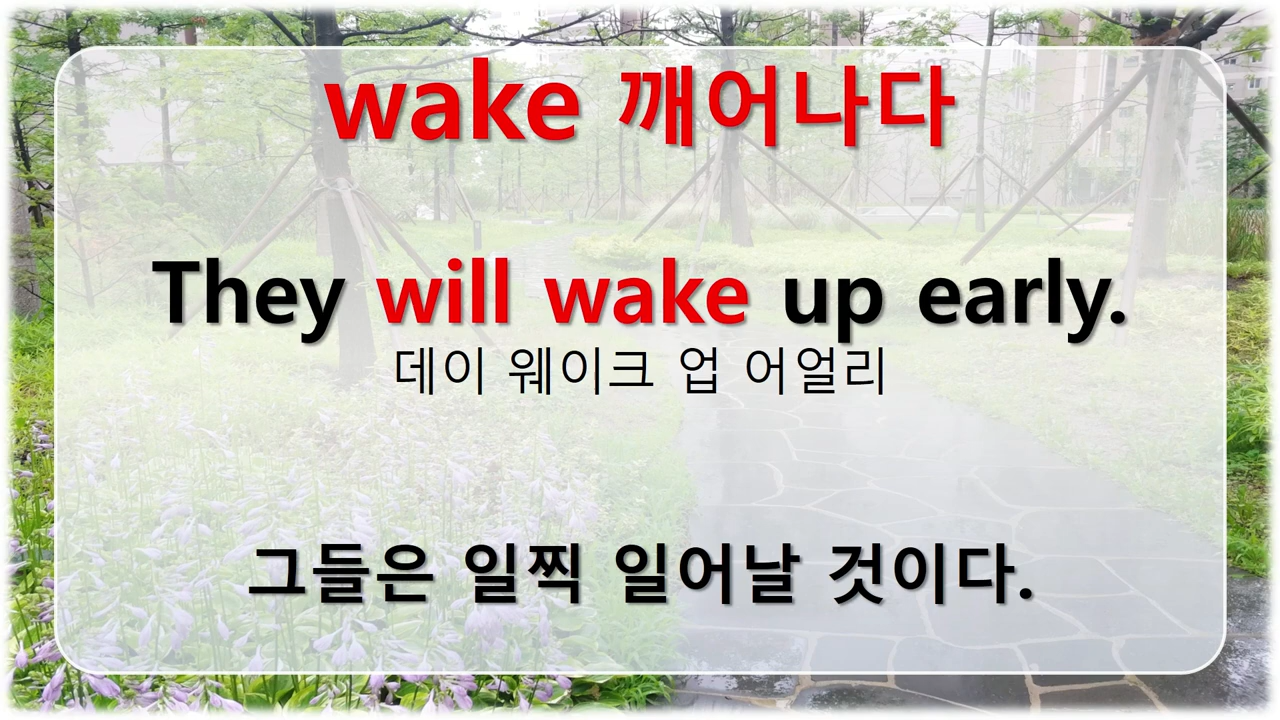 wake 깨어나다
They will wake up early.
데이 웨이크 업 어얼리
그들은 일찍 일어날 것이다.